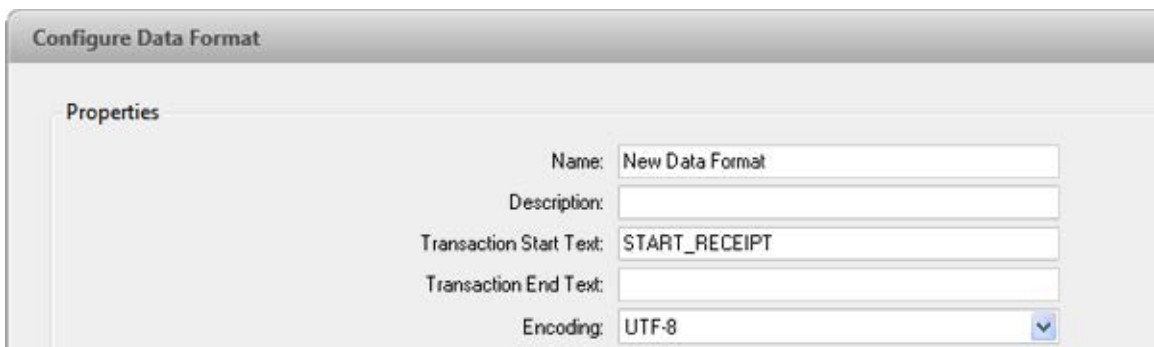 Configure Data Format
Properties
Name: New Data Format
Description:
Transaction Start Text: START_RECEIPT
Transaction End Text:
Encoding: UTF-8